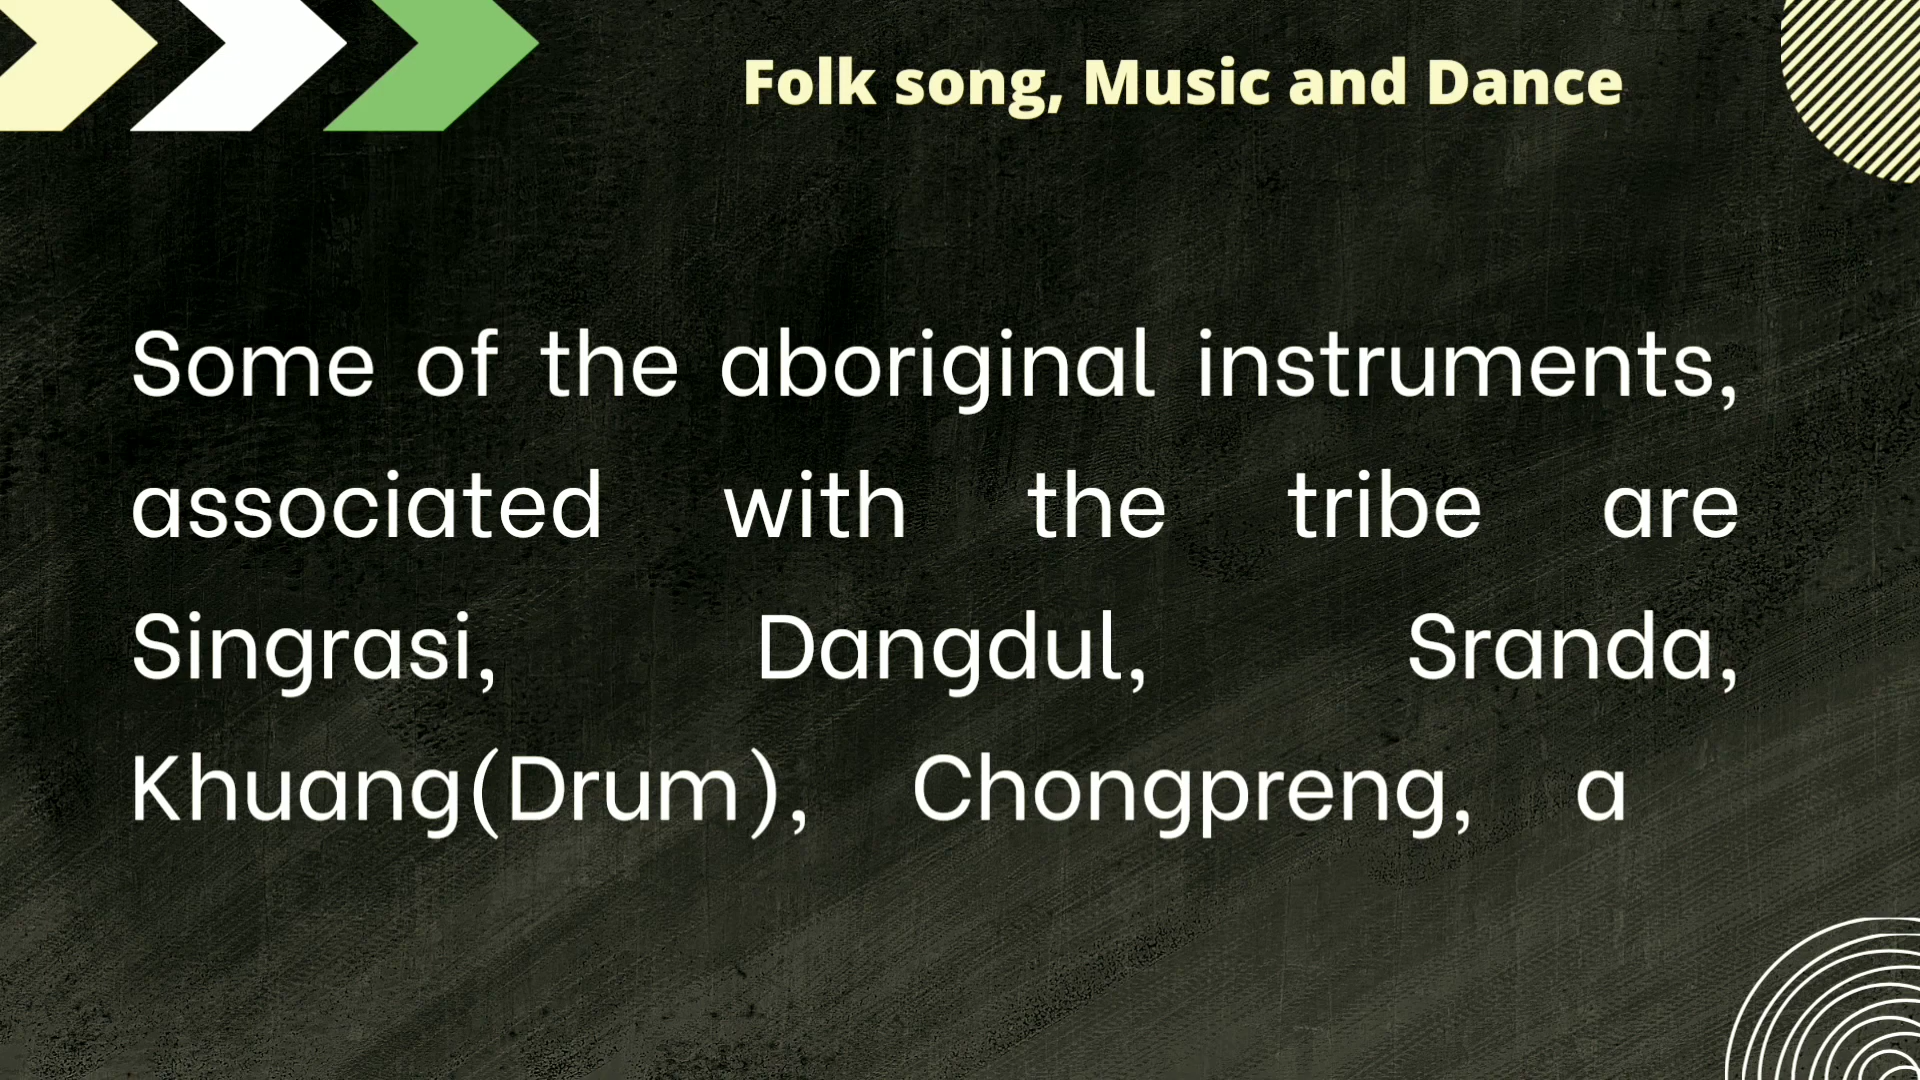 Folk song, Music and Dance
Some of the aboriginal instruments,
associated with the tribe are
Singrasi, Dangdul, Sranda,
Khuang(Drum), Chongpreng, a